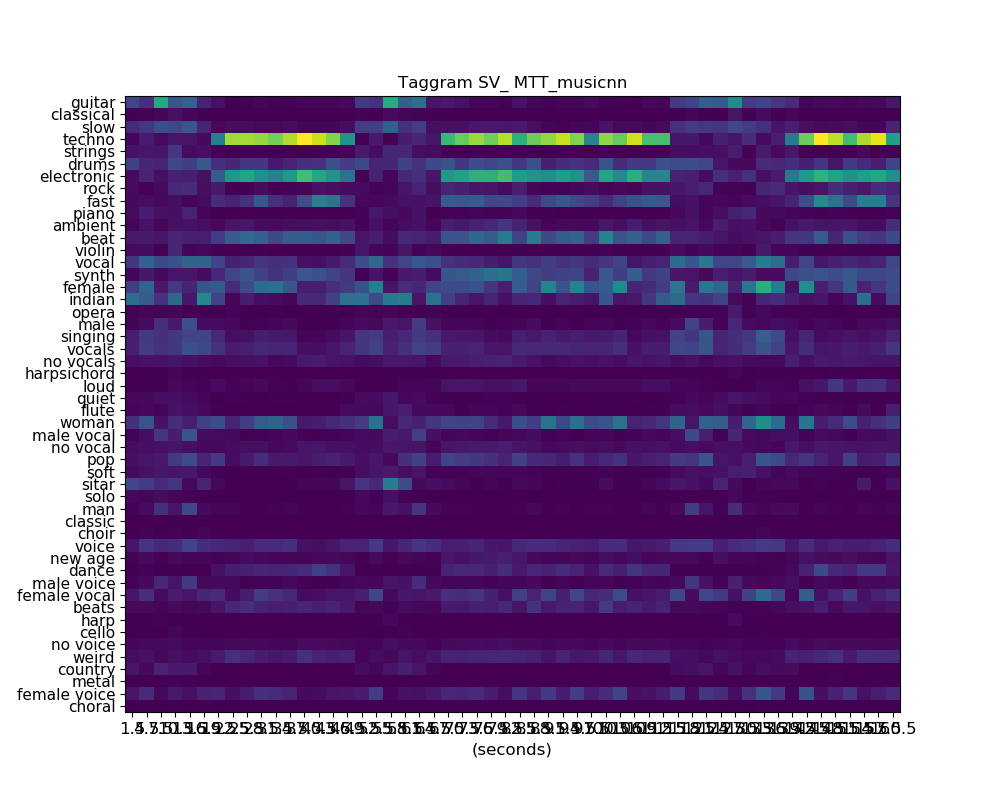 Taggram SV_ MTT_musicnn
guitar
classical
slow
techno
strings
drums
electronic
rock
fast
piano
ambient
beat
violin
vocal
synth
female
indian
opera
male
singing
vocals
no vocals
harpsichord
loud
quiet
flute
woman
male vocal
no vocal
pop
soft
sitar
solo
man
classic
choir
voice
new age
dance
male voice
female vocal
beats
harp
cello
no voice
weird
country
metal
female voice
choral
(seconds)